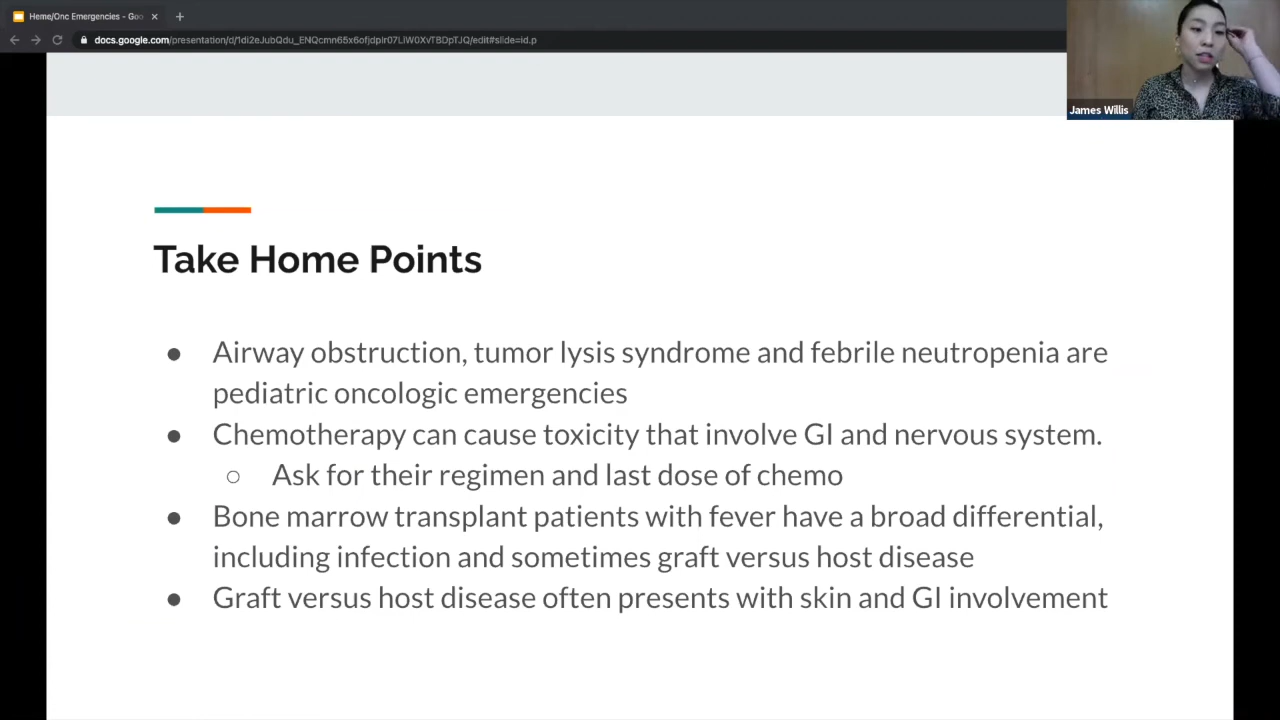 Heme/Onc Emergencies - Goo
docs.google.com/presentation/d/1di2eJubQdu_ENQcmn65x6ofjdpIr07LIW0XvTBDpTJQ/edit#slide=id.p
James Willis
Take Home Points
● Airway obstruction, tumor lysis syndrome and febrile neutropenia are
pediatric oncologic emergencies
● Chemotherapy can cause toxicity that involve GI and nervous system.
○ Ask for their regimen and last dose of chemo
● Bone marrow transplant patients with fever have a broad differential,
including infection and sometimes graft versus host disease
● Graft versus host disease often presents with skin and GI involvement